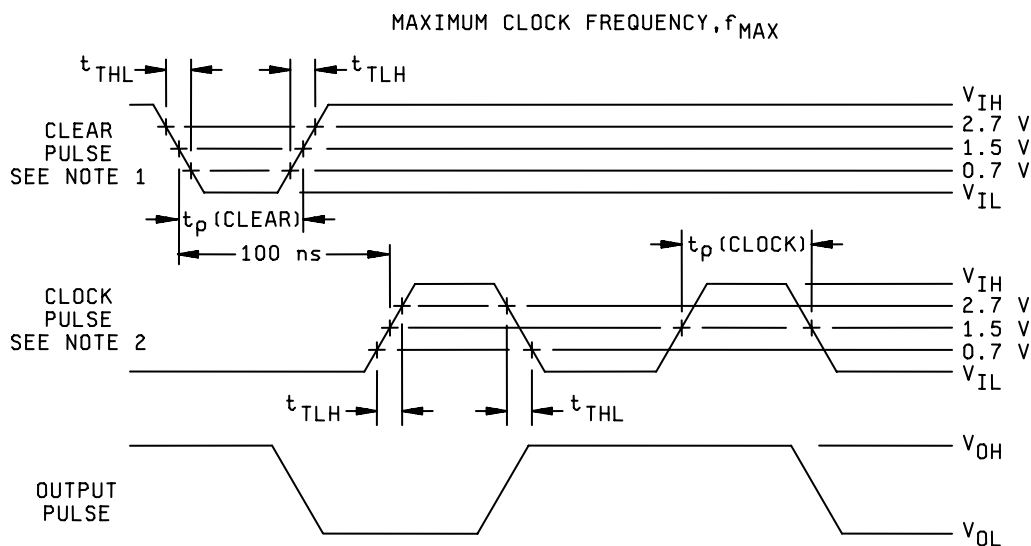 MAXIMUM CLOCK FREQUENCY, fMAX
tTHL
tTLH
CLEAR
PULSE
SEE NOTE 1
VIH
2.7 V
1.5 V
0.7 V
VIL
tp (CLEAR)
100 ns
tp (CLOCK)
CLOCK
PULSE
SEE NOTE 2
VIH
2.7 V
1.5 V
0.7 V
VIL
tTLH
tTHL
OUTPUT
PULSE
VOH
VOL